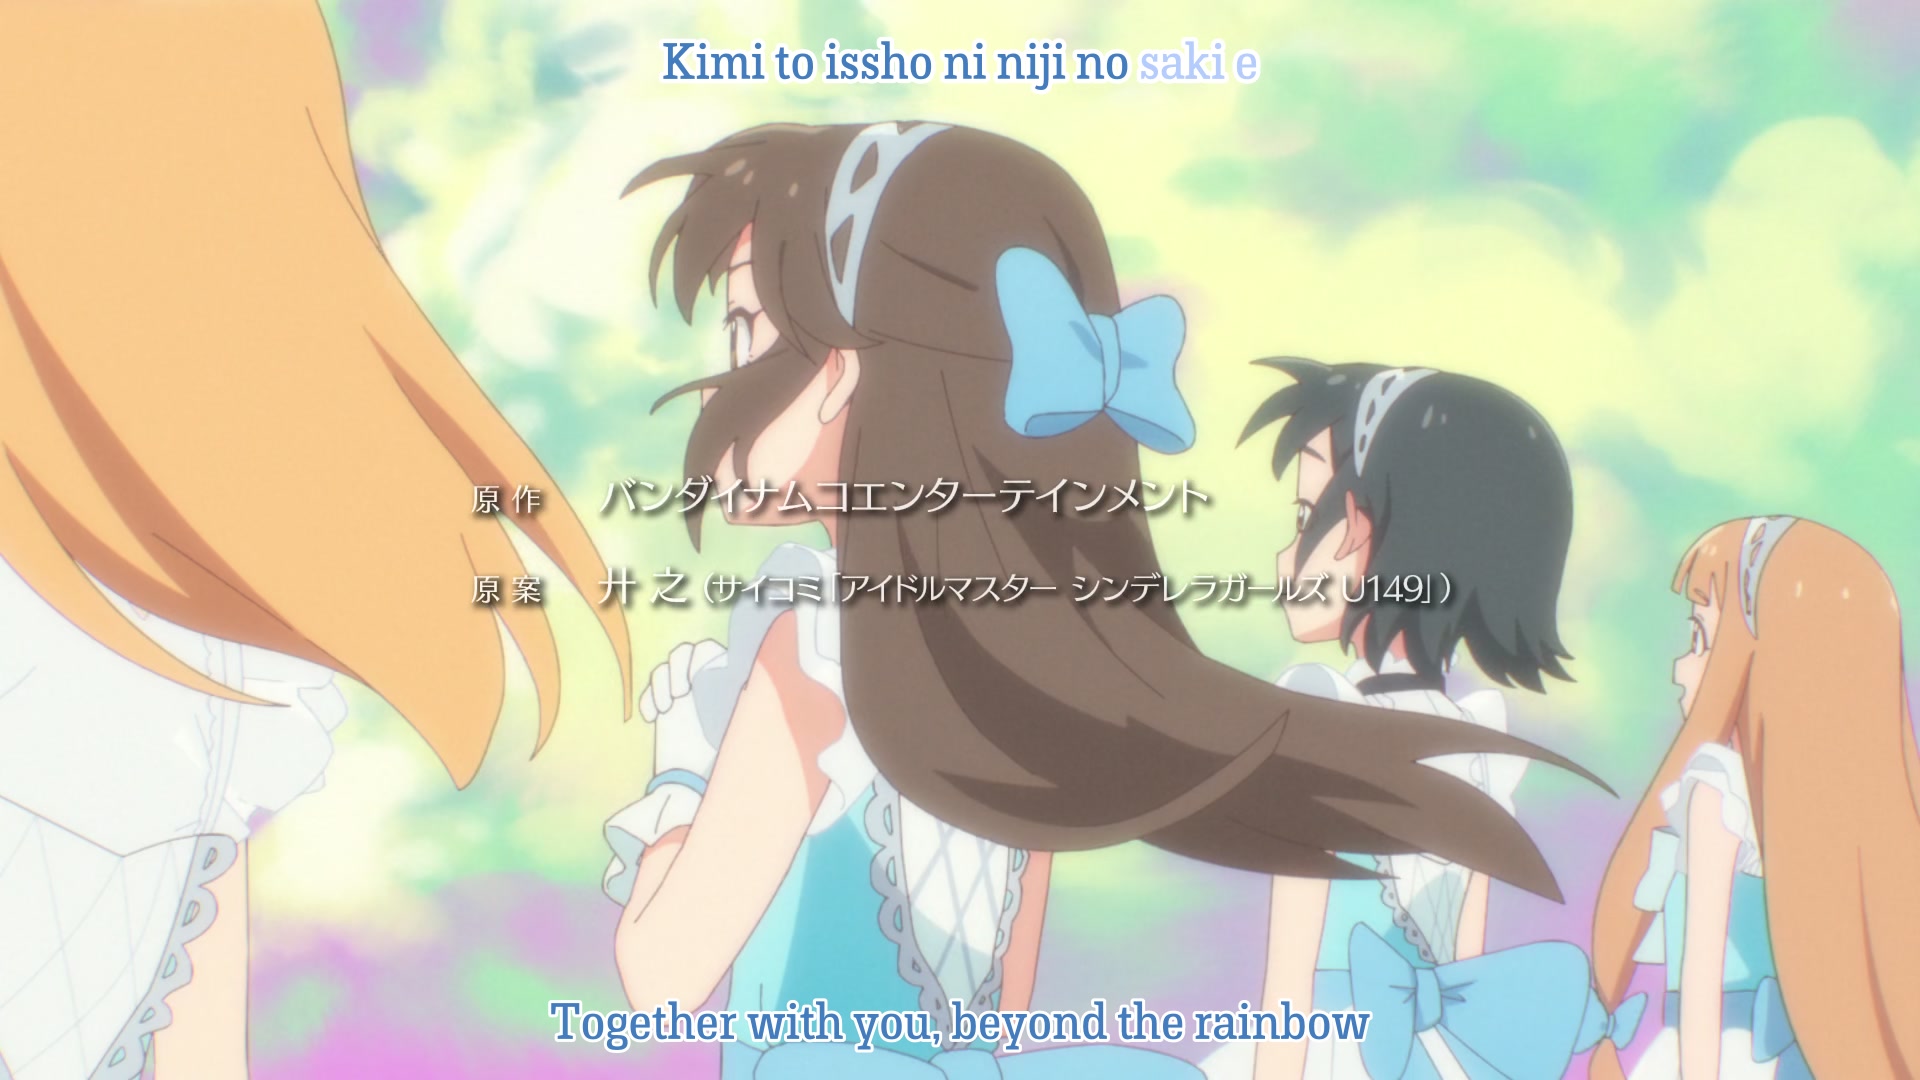 Kimi to issho ni niji no saki e
原作 バンダイナムコエンターテインメント
原案 廾之（サイコミ「アイドルマスター シンデレラガールズ U149」）
Together with you, beyond the rainbow